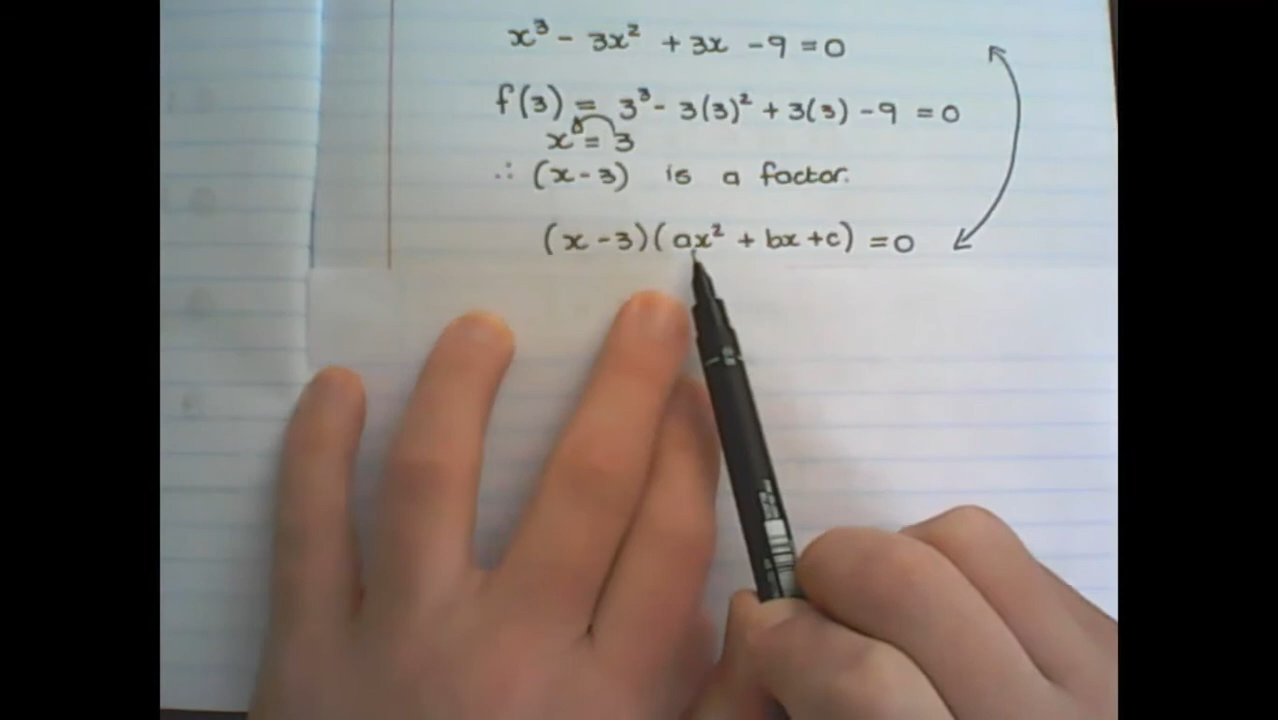 x³ - 3x² + 3x - 9 = 0
f(3) = 3³ - 3(3)² + 3(3) - 9 = 0
x = 3
∴ (x - 3) is a factor.
(x - 3)(ax² + bx + c) = 0